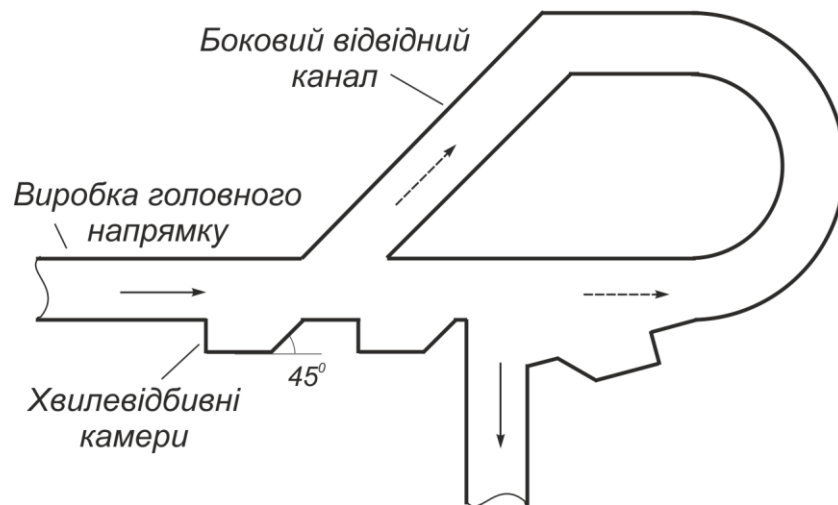 Боковий відвідний
канал
Виробка головного
напрямку
45⁰
Хвилевідбивні
камери